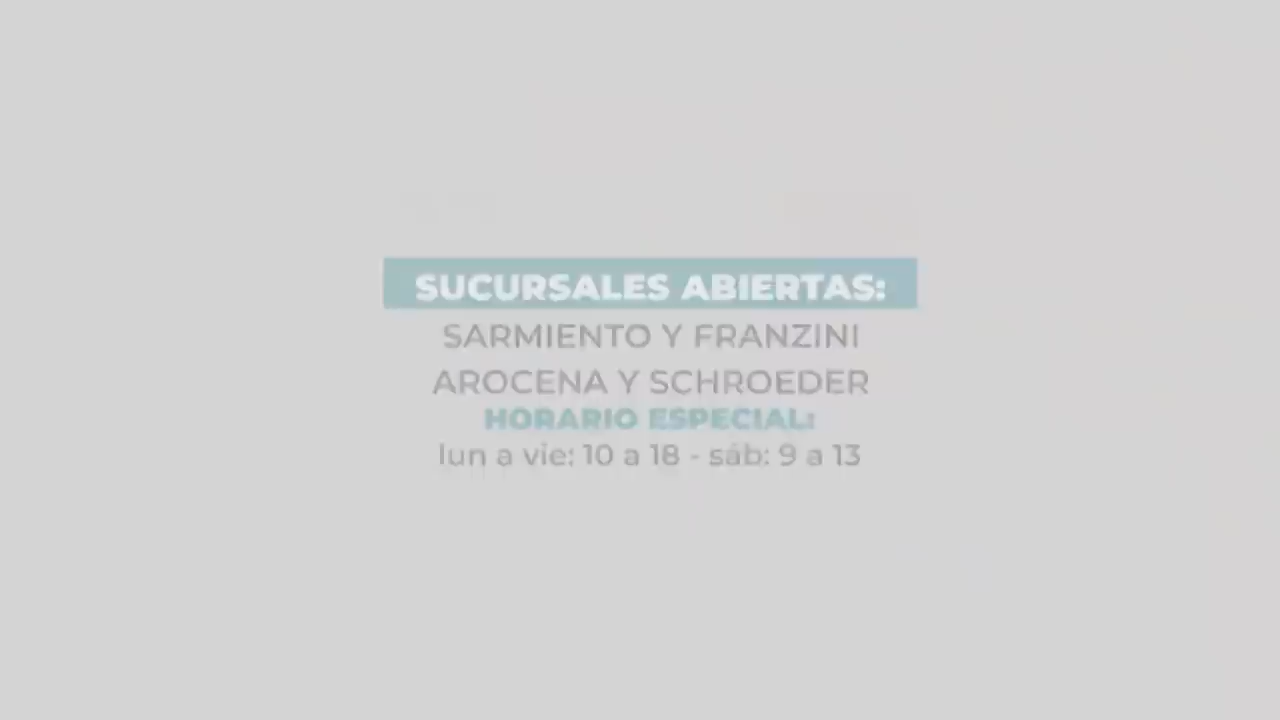 SUCURSALES ABIERTAS:
SARMIENTO Y FRANZINI
AROCENA Y SCHROEDER
HORARIO ESPECIAL:
lun a vie: 10 a 18 - sáb: 9 a 13